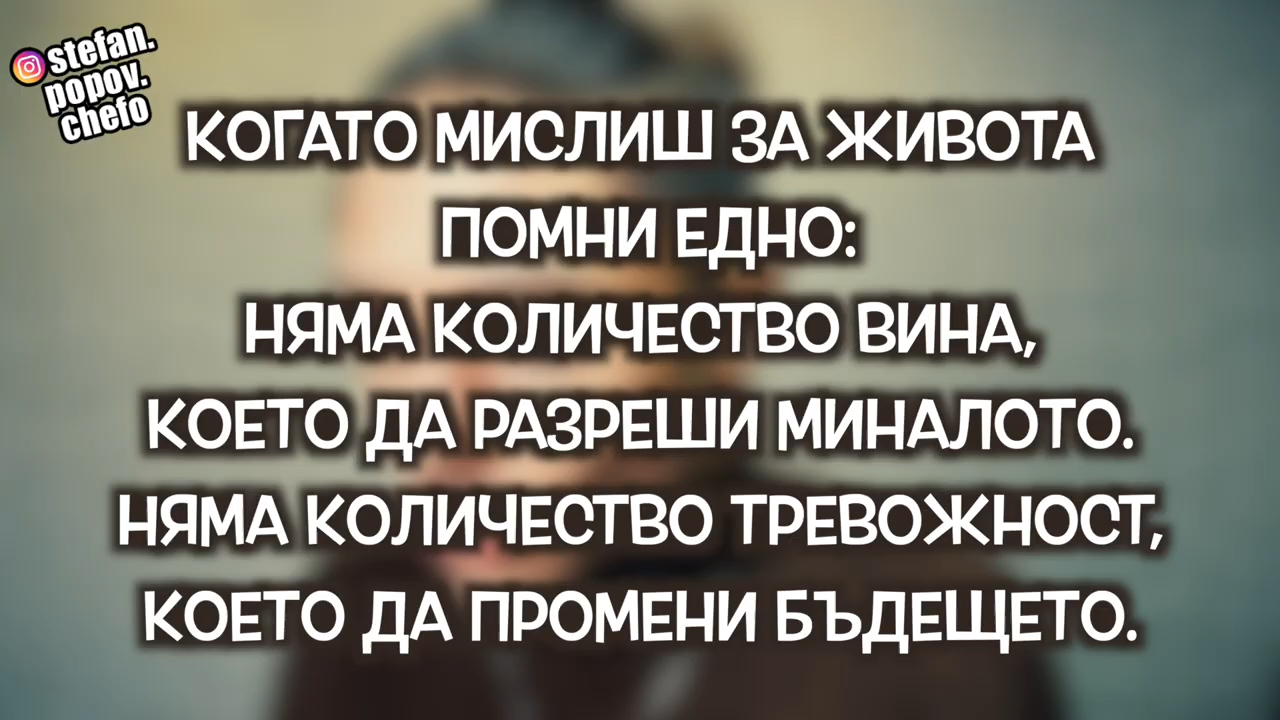 stefan.
popov.
chefo
КОГАТО МИСЛИШ ЗА ЖИВОТА
ПОМНИ ЕДНО:
НЯМА КОЛИЧЕСТВО ВИНА,
КОЕТО ДА РАЗРЕШИ МИНАЛОТО.
НЯМА КОЛИЧЕСТВО ТРЕВОЖНОСТ,
КОЕТО ДА ПРОМЕНИ БЪДЕЩЕТО.